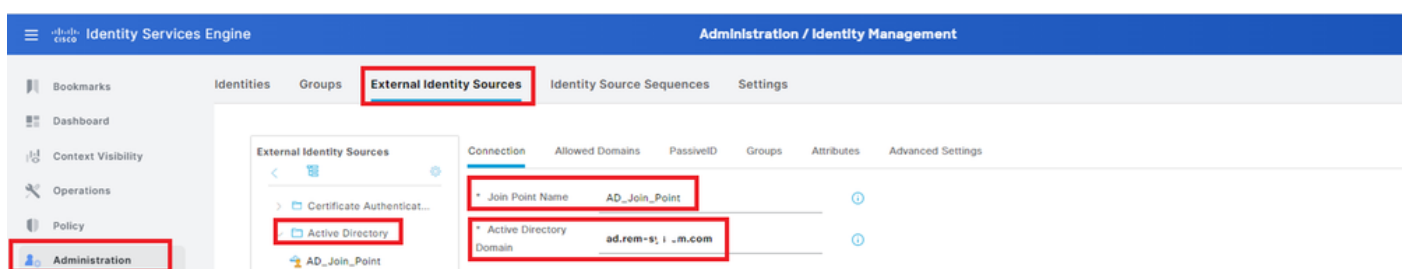 cisco Identity Services Engine
Administration / Identity Management
Bookmarks
Dashboard
Context Visibility
Operations
Policy
Administration
Identities Groups External Identity Sources Identity Source Sequences Settings
External Identity Sources
Certificate Authenticat...
Active Directory
AD_Join_Point
Connection Allowed Domains PassiveID Groups Attributes Advanced Settings
* Join Point Name AD_Join_Point
* Active Directory
Domain